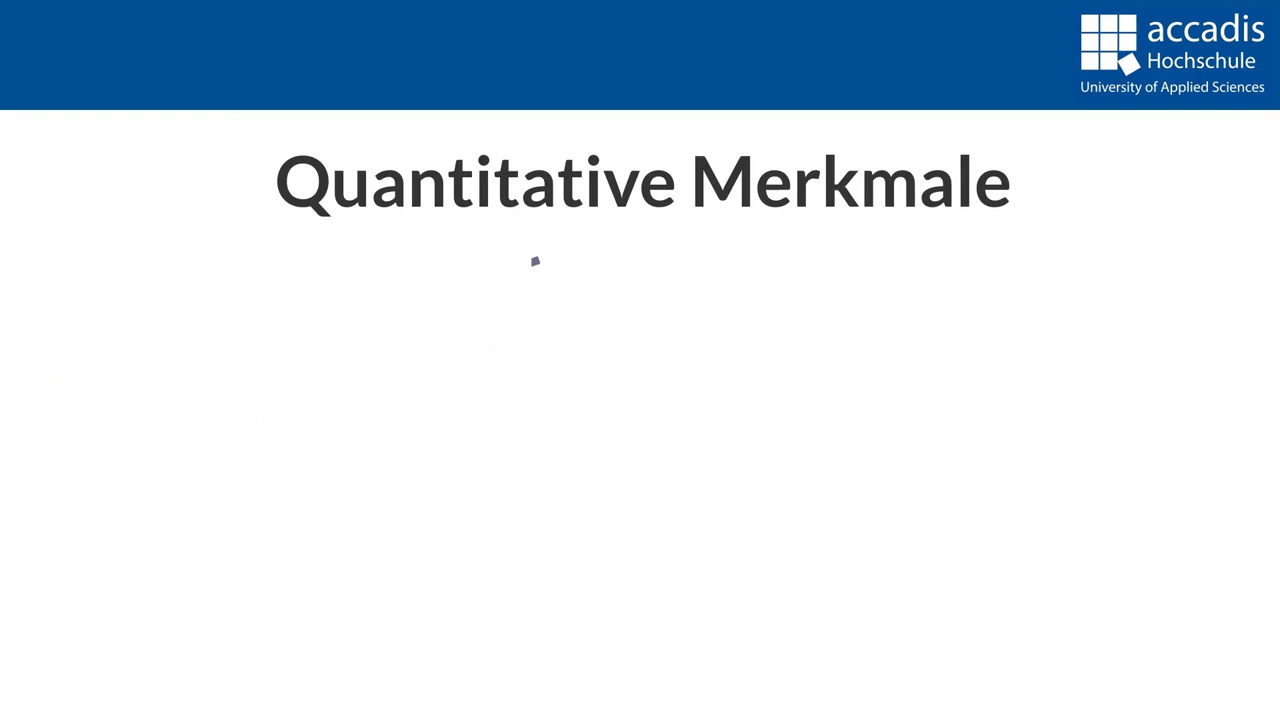 accadis
Hochschule
University of Applied Sciences
Quantitative Merkmale